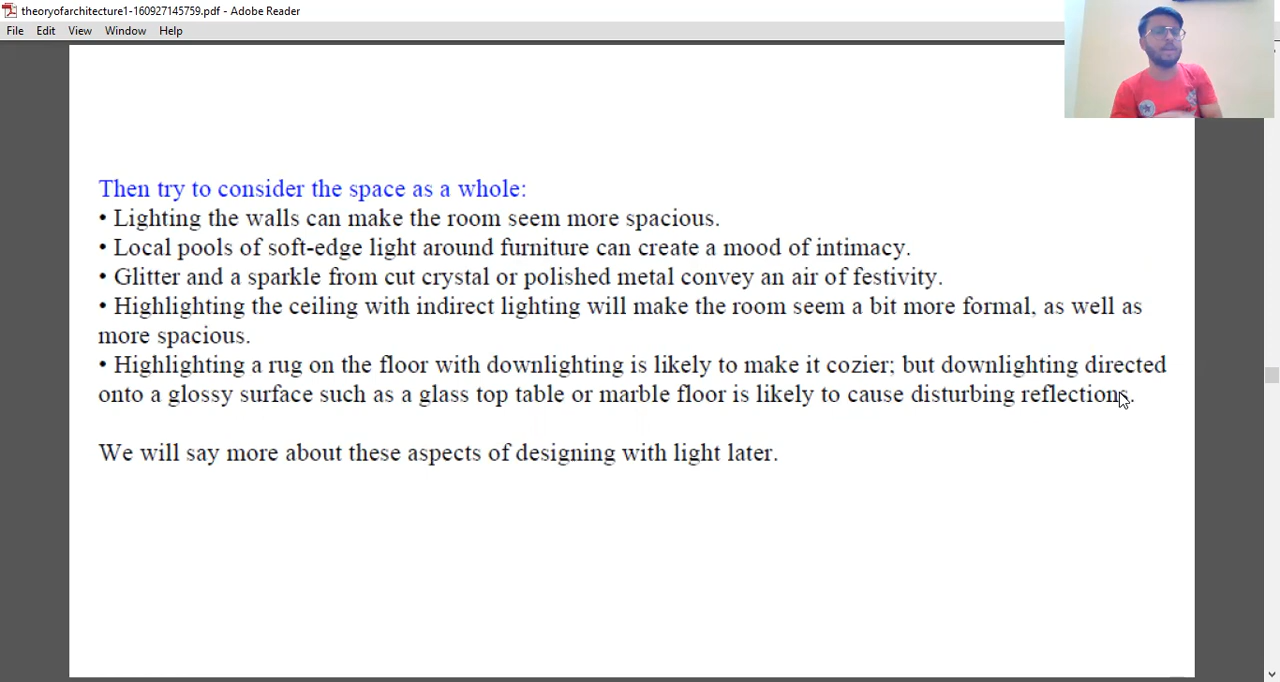 theoryofarchitecture1-160927145759.pdf - Adobe Reader
File Edit View Window Help
Then try to consider the space as a whole:
• Lighting the walls can make the room seem more spacious.
• Local pools of soft-edge light around furniture can create a mood of intimacy.
• Glitter and a sparkle from cut crystal or polished metal convey an air of festivity.
• Highlighting the ceiling with indirect lighting will make the room seem a bit more formal, as well as
more spacious.
• Highlighting a rug on the floor with downlighting is likely to make it cozier; but downlighting directed
onto a glossy surface such as a glass top table or marble floor is likely to cause disturbing reflections.
We will say more about these aspects of designing with light later.